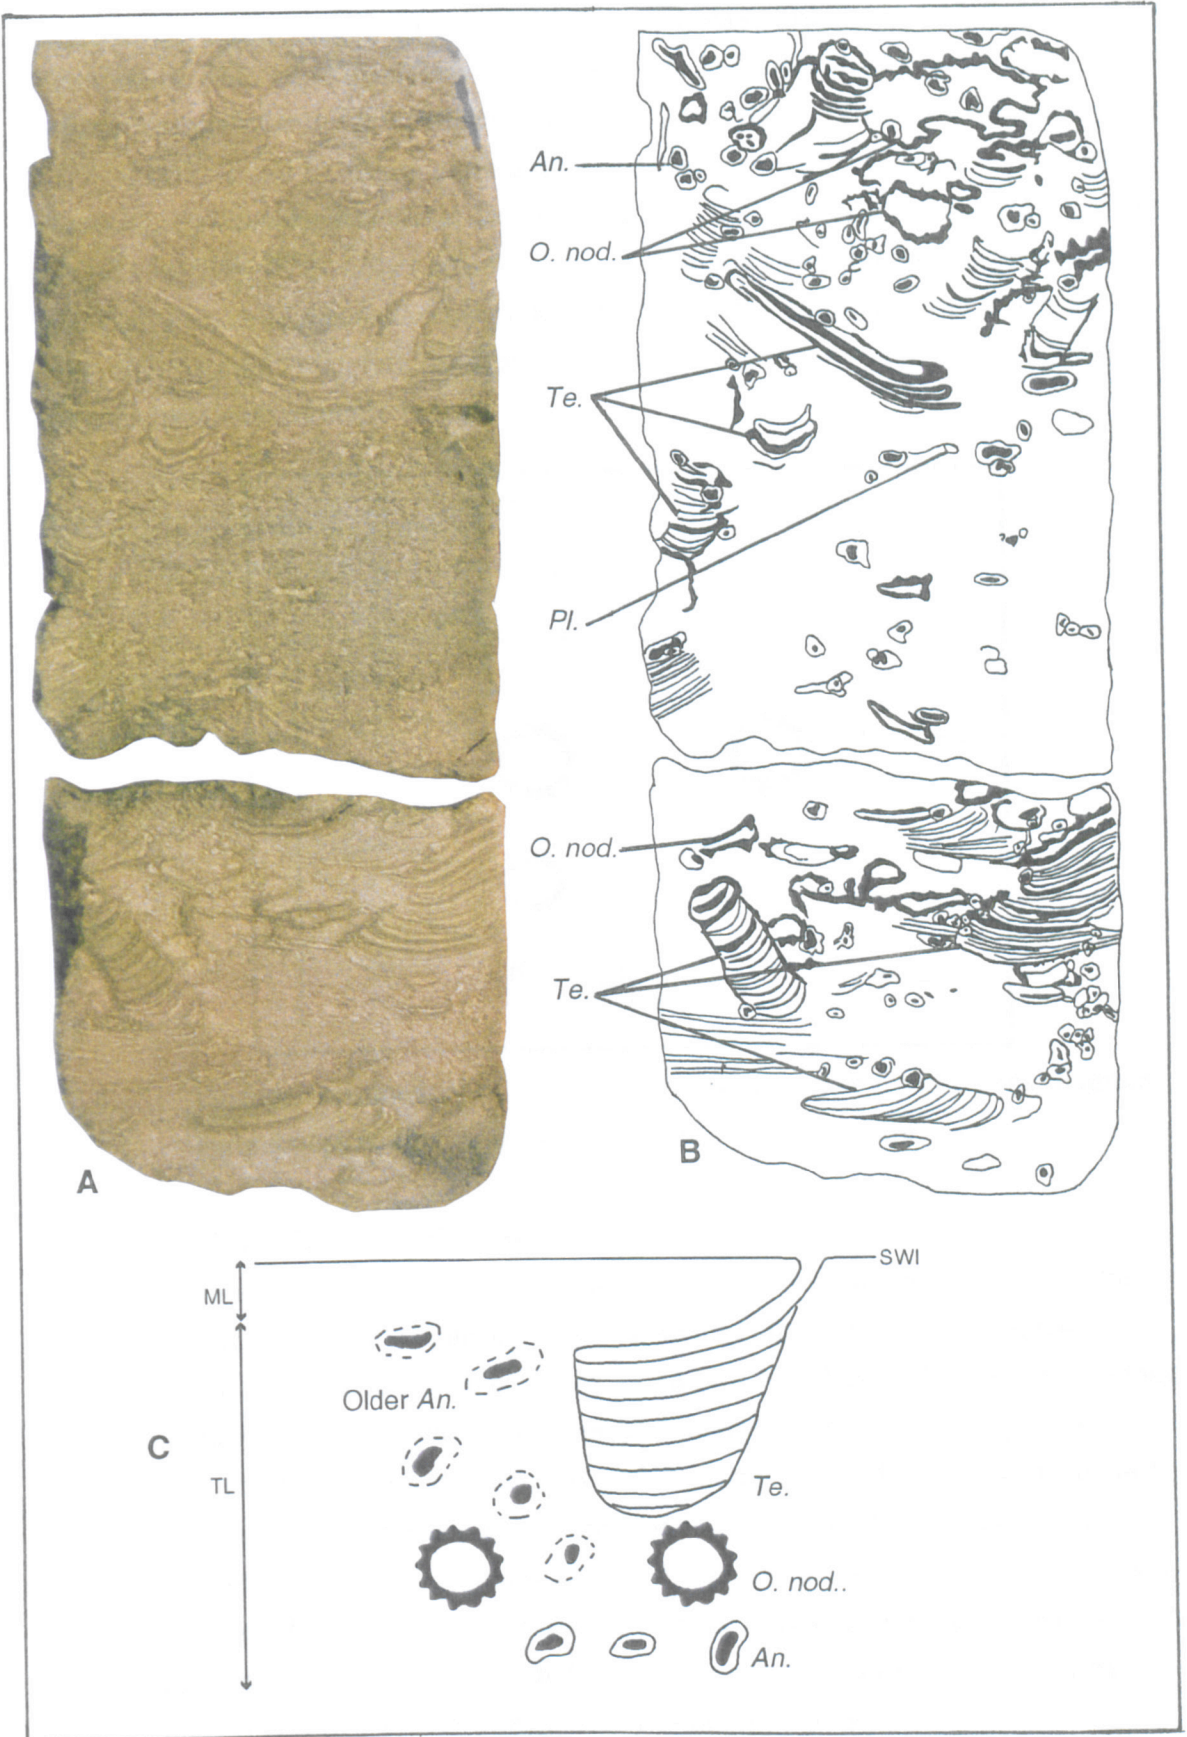 An.
O. nod.
Te.
Pl.
O. nod.
Te.
A
B
SWI
ML
Older An.
C
TL
Te.
O. nod..
An.